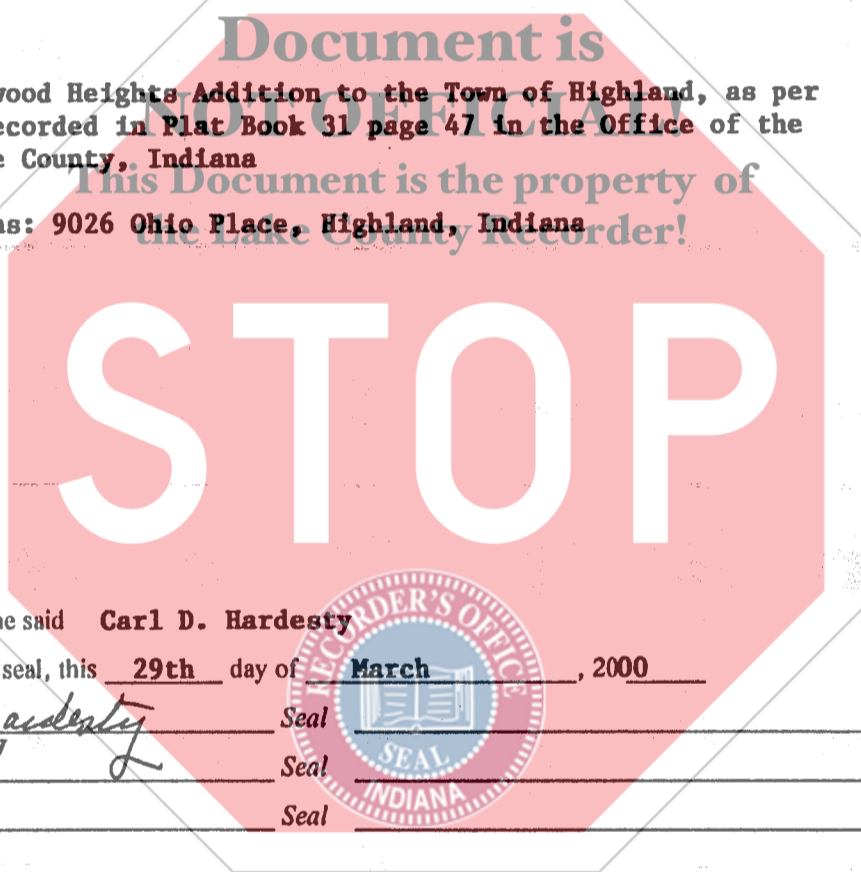 Document is
wood Heights Addition to the Town of Highland, as per
NOT OFFICIAL!
ecorded in Plat Book 31 page 47 in the Office of the
e County, Indiana
This Document is the property of
as: 9026 Ohio Place, Highland, Indiana
the Lake County Recorder!
STOP
he said Carl D. Hardesty
seal, this 29th day of March, 2000
RECORDER'S OFFICE
SEAL
INDIANA
ardesty Seal
Seal
Seal